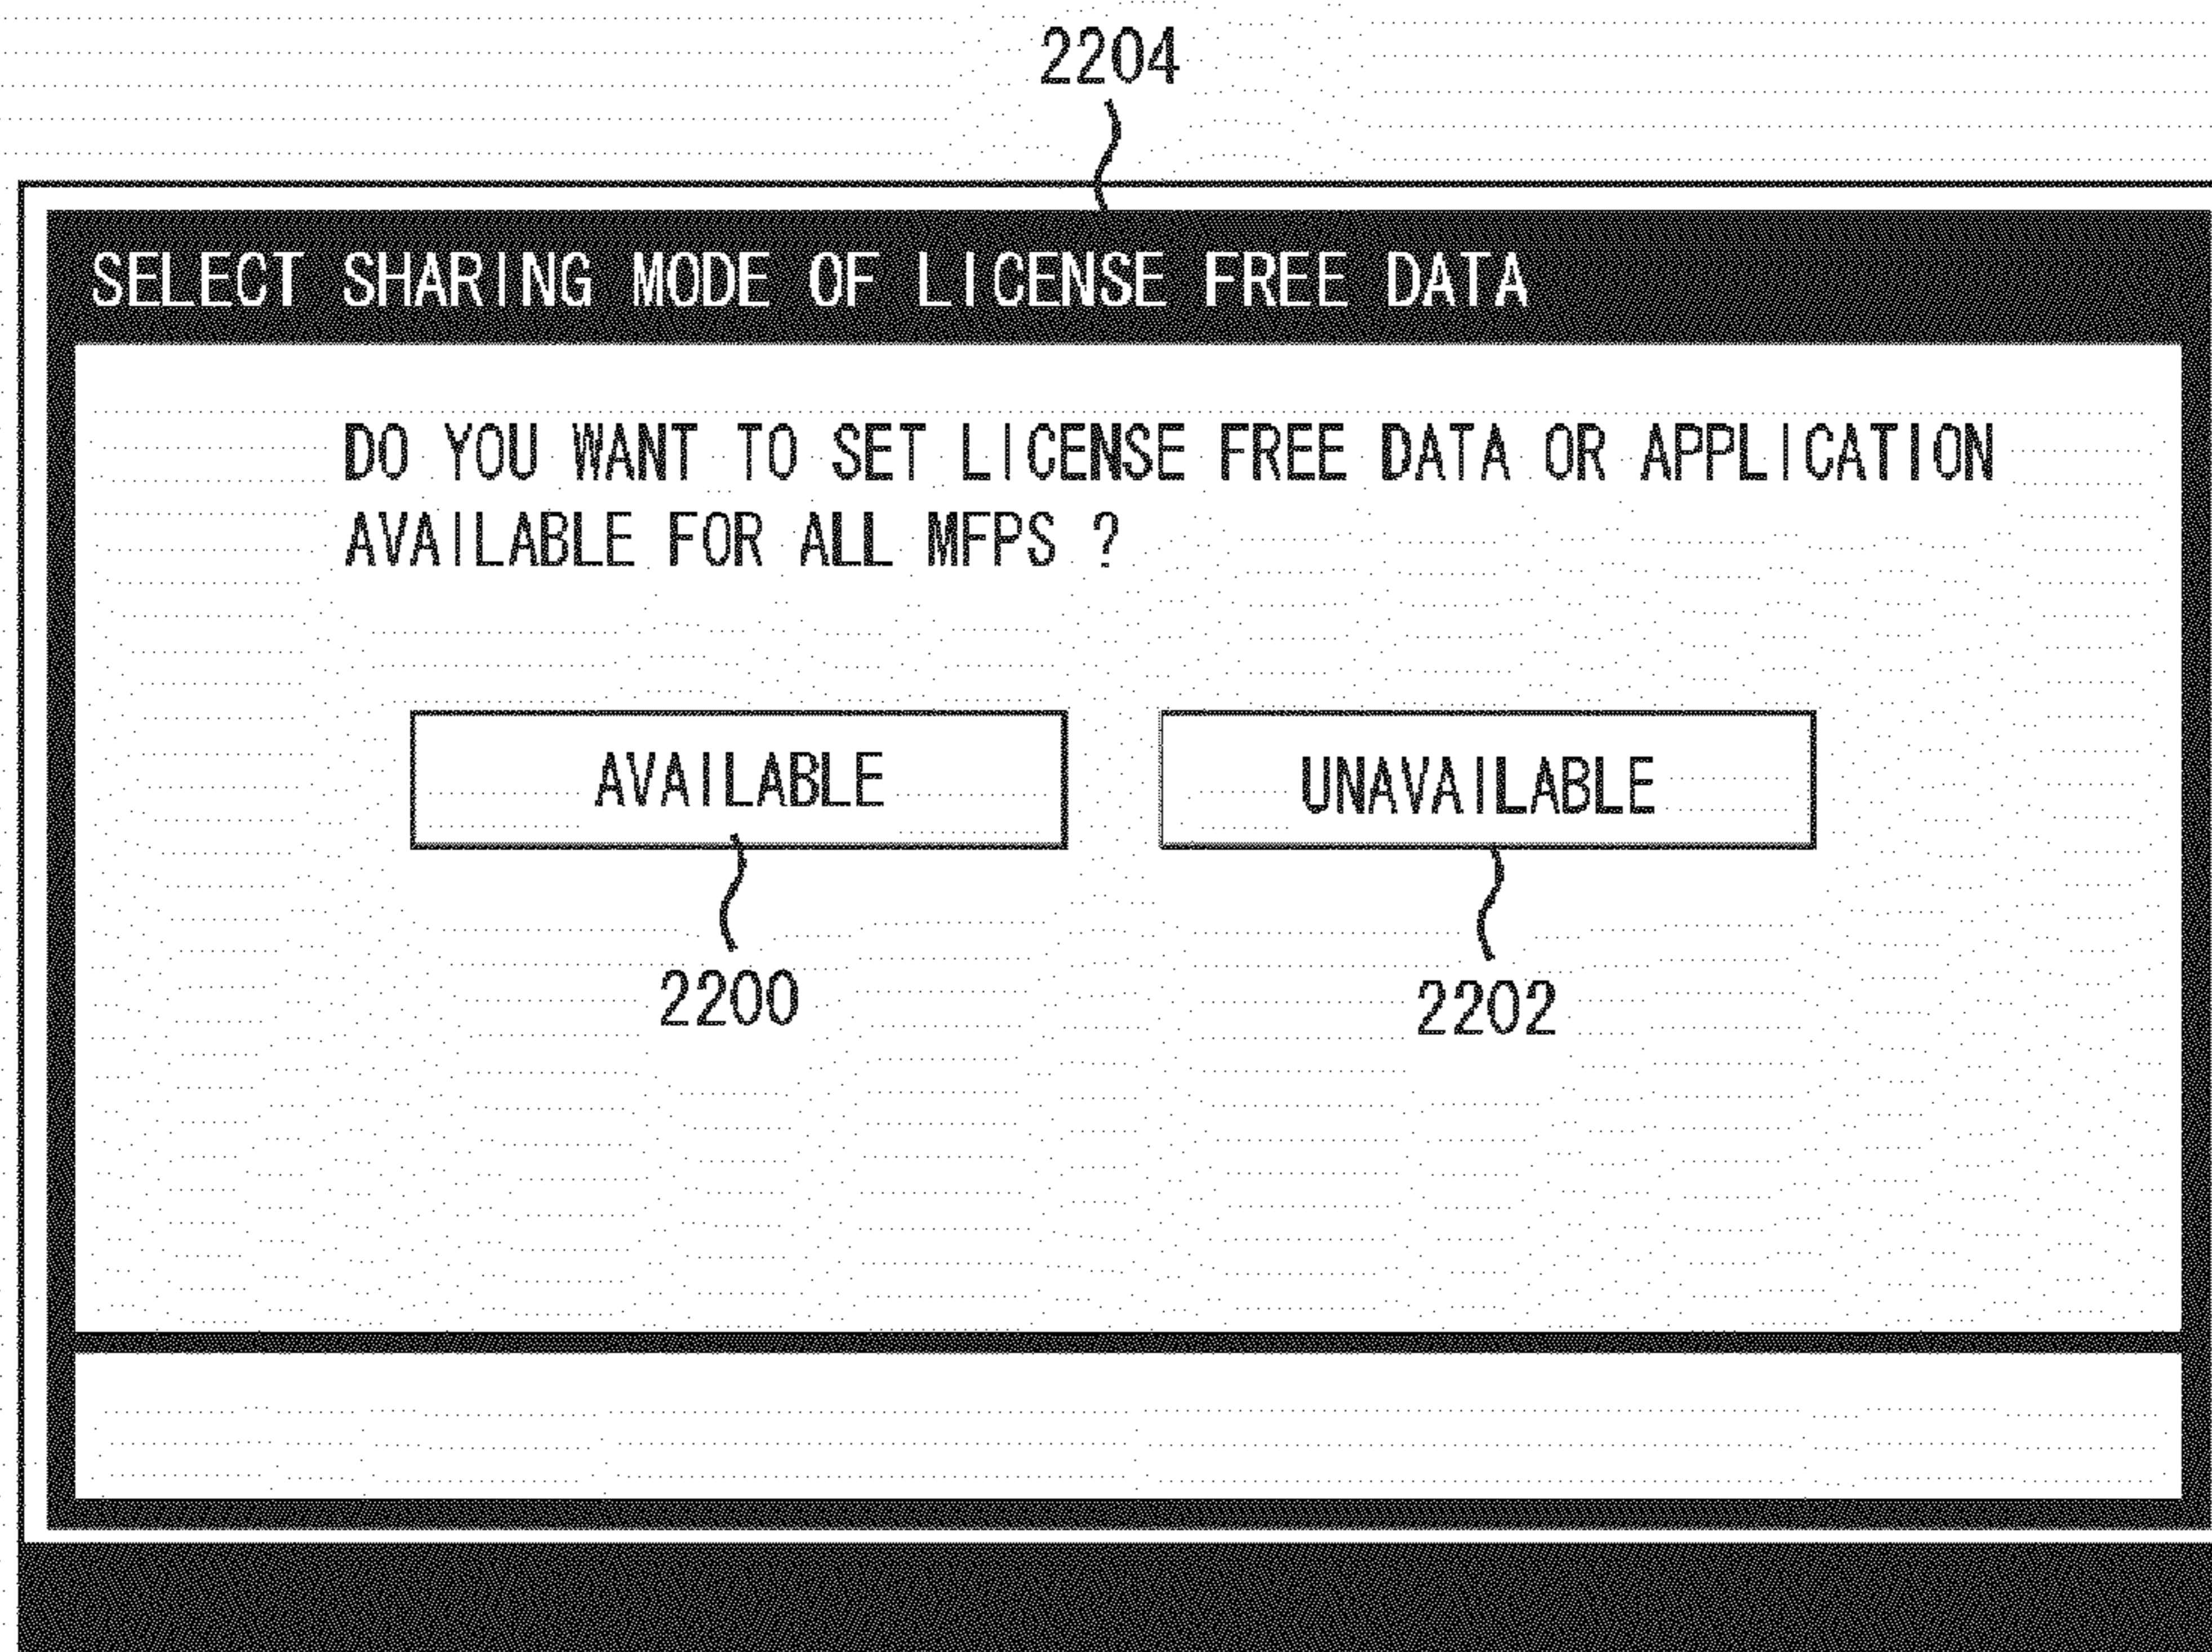 2204
SELECT SHARING MODE OF LICENSE FREE DATA
DO YOU WANT TO SET LICENSE FREE DATA OR APPLICATION
AVAILABLE FOR ALL MFPS ?
AVAILABLE UNAVAILABLE
2200 2202